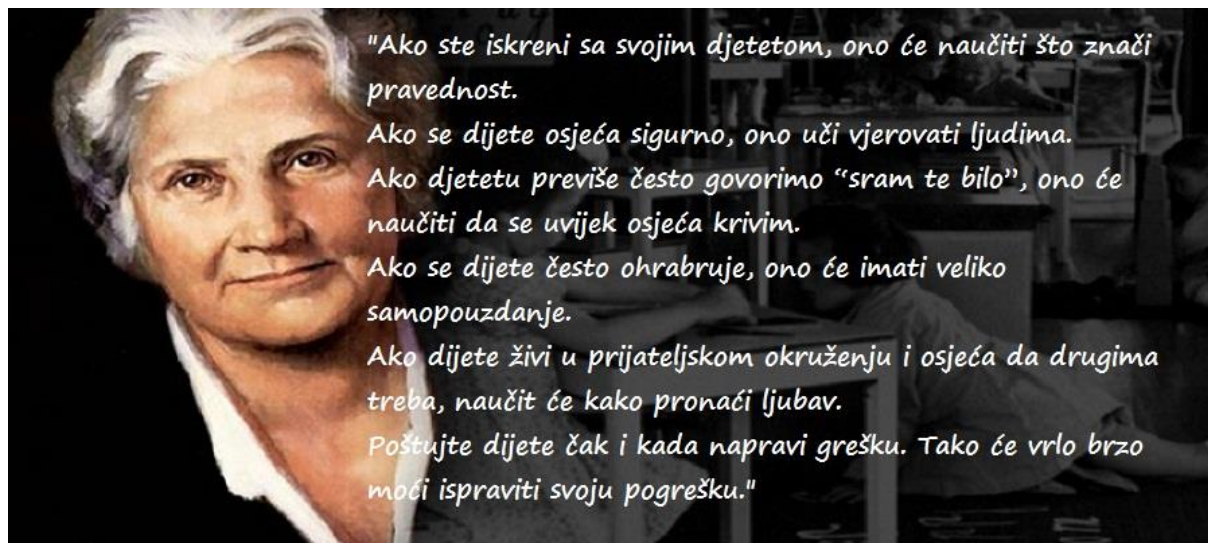 "Ako ste iskreni sa svojim djetetom, ono će naučiti što znači
pravednost.
Ako se dijete osjeća sigurno, ono uči vjerovati ljudima.
Ako djetetu previše često govorimo “sram te bilo”, ono će
naučiti da se uvijek osjeća krivim.
Ako se dijete često ohrabruje, ono će imati veliko
samopouzdanje.
Ako dijete živi u prijateljskom okruženju i osjeća da drugima
treba, naučit će kako pronaći ljubav.
Poštujte dijete čak i kada napravi grešku. Tako će vrlo brzo
moći ispraviti svoju pogrešku."